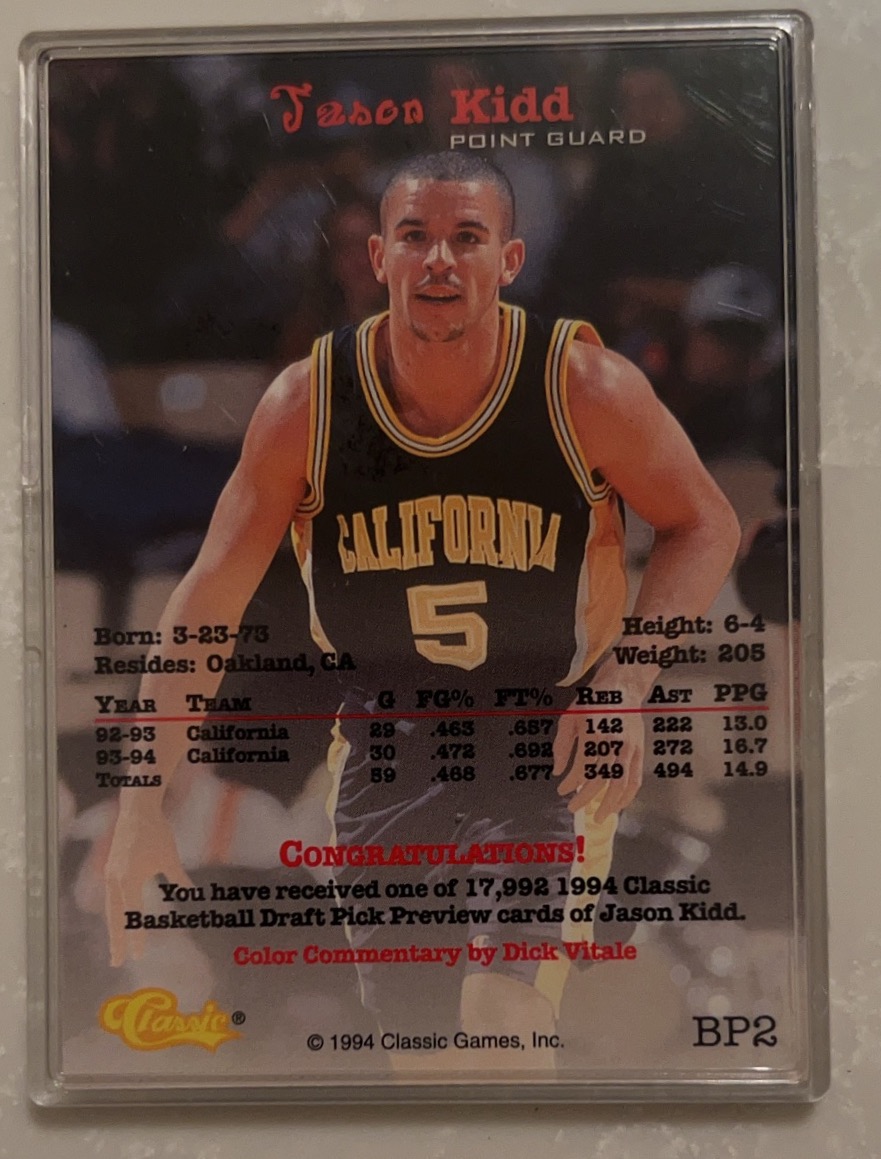 Jason Kidd
POINT GUARD
CALIFORNIA
5
Born: 3-23-73 Height: 6-4
Resides: Oakland, CA Weight: 205
YEAR TEAM G FG% FT% REB AST PPG
92-93 California 29 .463 .657 142 222 13.0
93-94 California 30 .472 .692 207 272 16.7
TOTALS 59 .468 .677 349 494 14.9
CONGRATULATIONS!
You have received one of 17,992 1994 Classic
Basketball Draft Pick Preview cards of Jason Kidd.
Color Commentary by Dick Vitale
Classic®
© 1994 Classic Games, Inc.
BP2